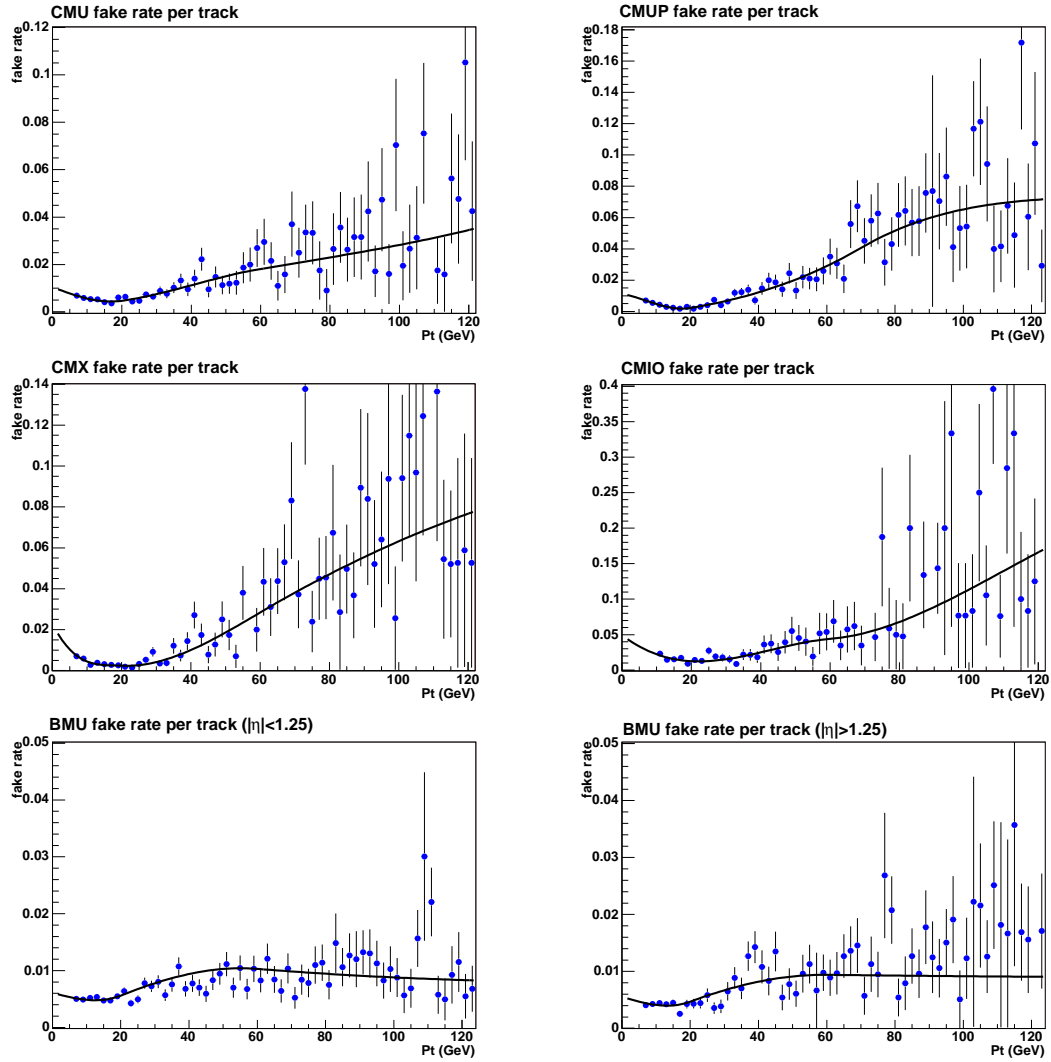 CMU fake rate per track
fake rate
0.12
0.1
0.08
0.06
0.04
0.02
0
0 20 40 60 80 100 120
Pt (GeV)
CMUP fake rate per track
fake rate
0.18
0.16
0.14
0.12
0.1
0.08
0.06
0.04
0.02
0
0 20 40 60 80 100 120
Pt (GeV)
CMX fake rate per track
fake rate
0.14
0.12
0.1
0.08
0.06
0.04
0.02
0
0 20 40 60 80 100 120
Pt (GeV)
CMIO fake rate per track
fake rate
0.4
0.35
0.3
0.25
0.2
0.15
0.1
0.05
0
0 20 40 60 80 100 120
Pt (GeV)
BMU fake rate per track (|η|<1.25)
fake rate
0.05
0.04
0.03
0.02
0.01
0
0 20 40 60 80 100 120
Pt (GeV)
BMU fake rate per track (|η|>1.25)
fake rate
0.05
0.04
0.03
0.02
0.01
0
0 20 40 60 80 100 120
Pt (GeV)